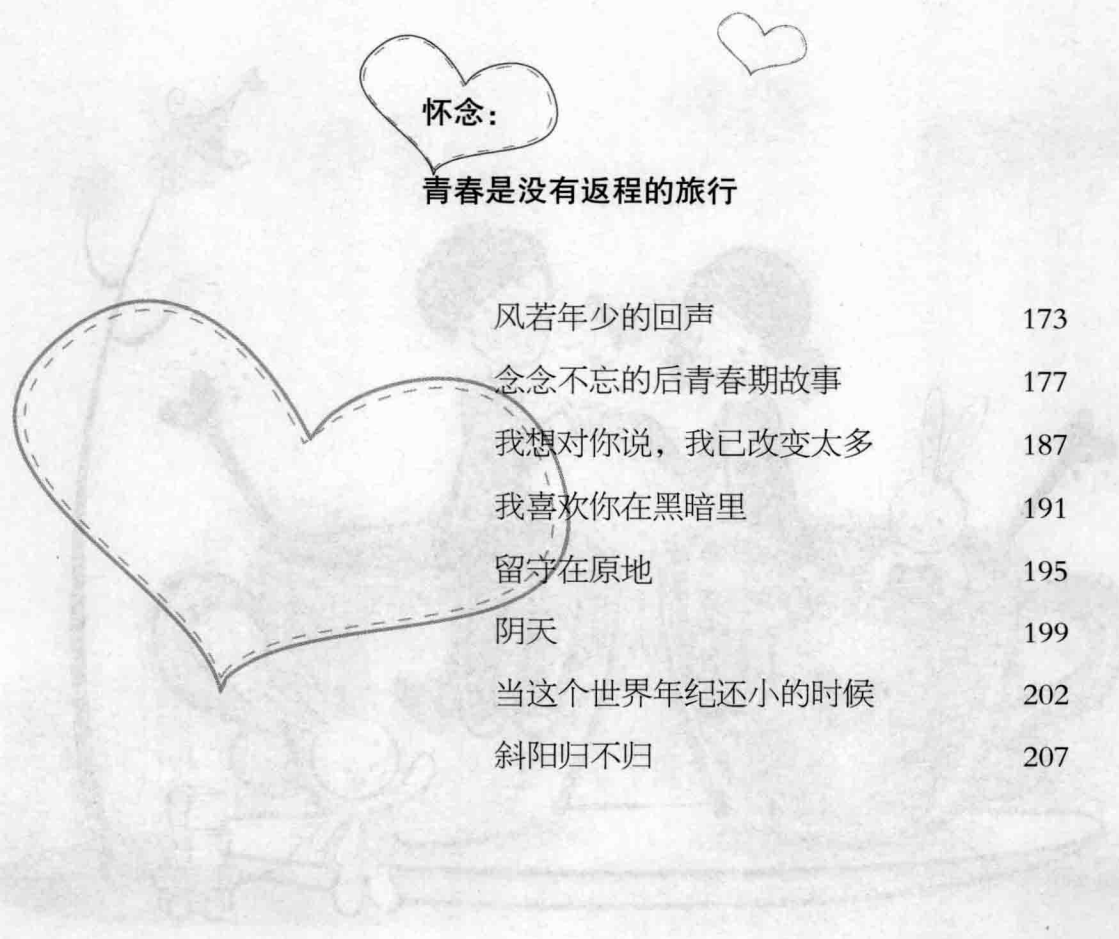 怀念：
青春是没有返程的旅行
风若年少的回声 173
念念不忘的后青春期故事 177
我想对你说，我已改变太多 187
我喜欢你在黑暗里 191
留守在原地 195
阴天 199
当这个世界年纪还小的时候 202
斜阳归不归 207